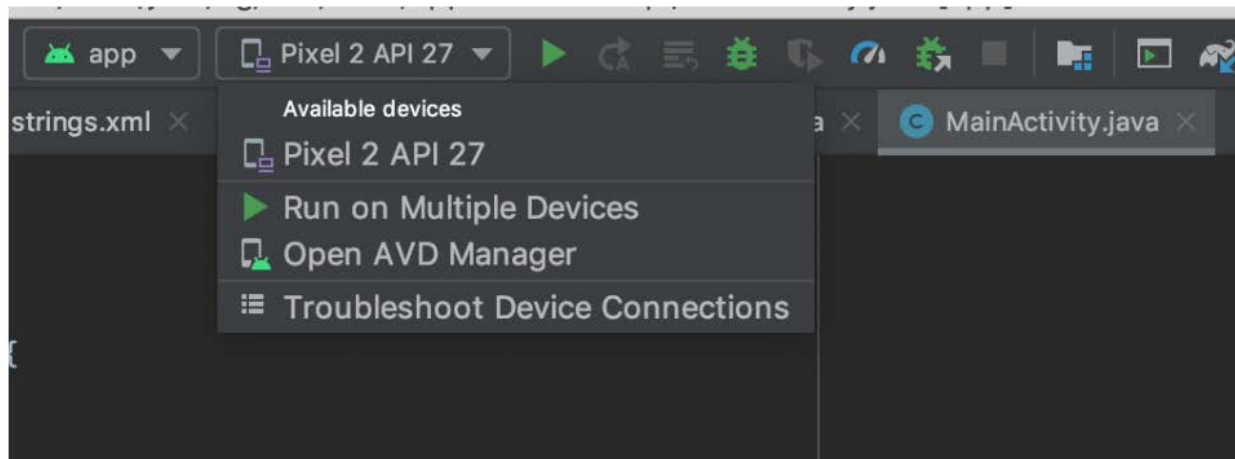 app
Pixel 2 API 27
strings.xml
a
MainActivity.java
Available devices
Pixel 2 API 27
Run on Multiple Devices
Open AVD Manager
Troubleshoot Device Connections
{